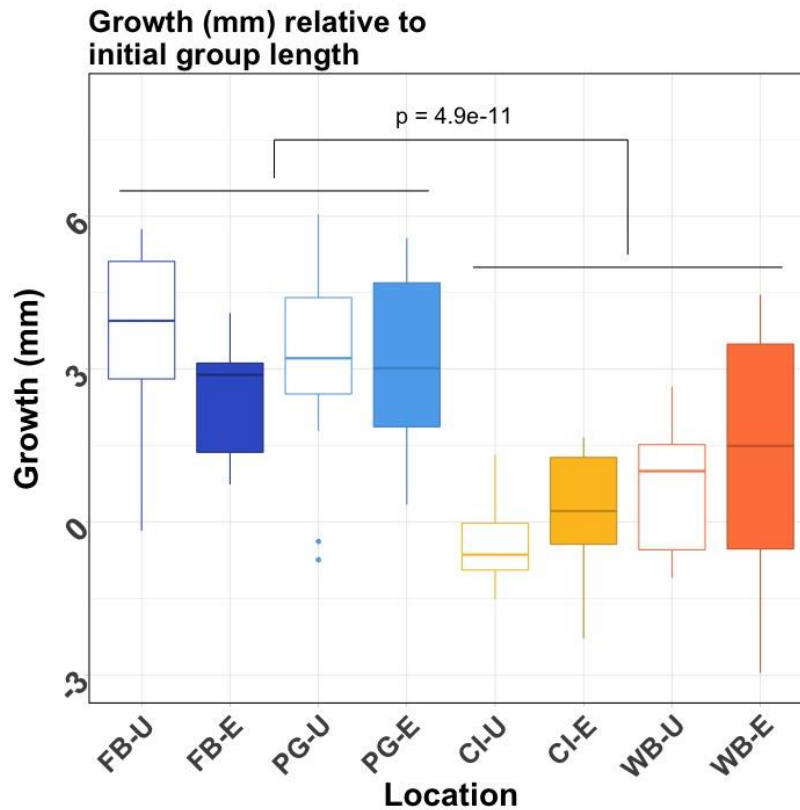 Growth (mm) relative to
initial group length
p = 4.9e-11
Growth (mm)
6
3
0
-3
FB-U
FB-E
PG-U
PG-E
CI-U
CI-E
WB-U
WB-E
Location